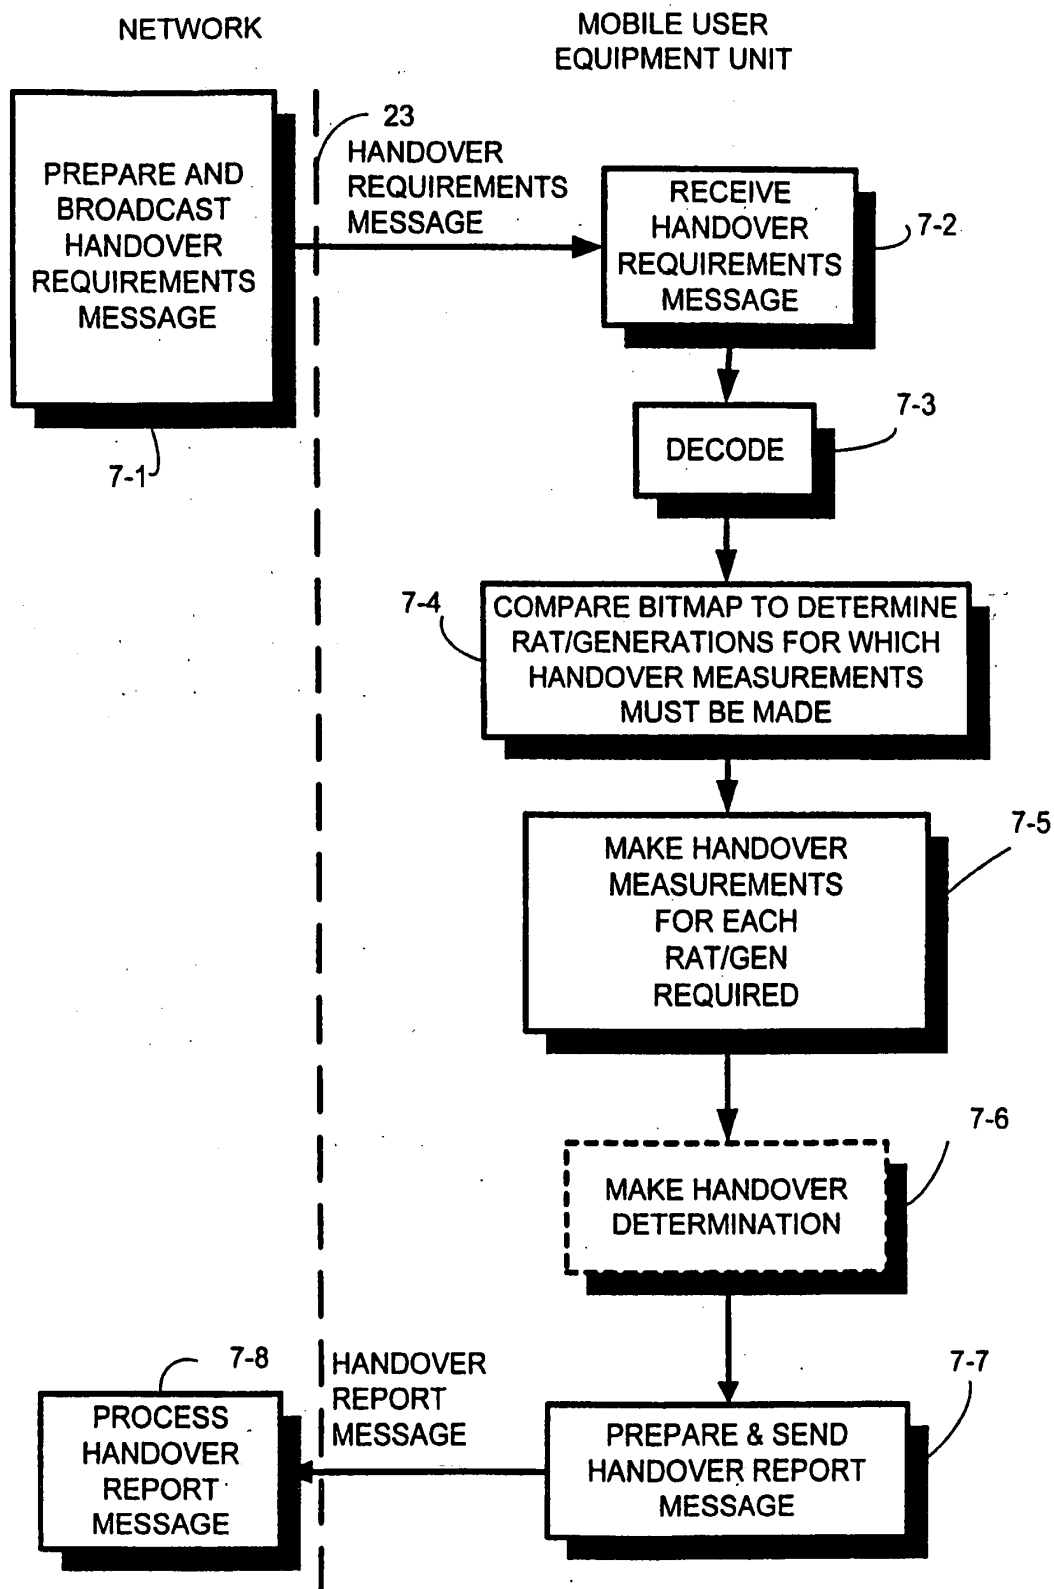 NETWORK
MOBILE USER
EQUIPMENT UNIT
PREPARE AND
BROADCAST
HANDOVER
REQUIREMENTS
MESSAGE
7-1
23
HANDOVER
REQUIREMENTS
MESSAGE
RECEIVE
HANDOVER
REQUIREMENTS
MESSAGE
7-2
DECODE
7-3
7-4
COMPARE BITMAP TO DETERMINE
RAT/GENERATIONS FOR WHICH
HANDOVER MEASUREMENTS
MUST BE MADE
MAKE HANDOVER
MEASUREMENTS
FOR EACH
RAT/GEN
REQUIRED
7-5
MAKE HANDOVER
DETERMINATION
7-6
7-8
PROCESS
HANDOVER
REPORT
MESSAGE
HANDOVER
REPORT
MESSAGE
PREPARE & SEND
HANDOVER REPORT
MESSAGE
7-7